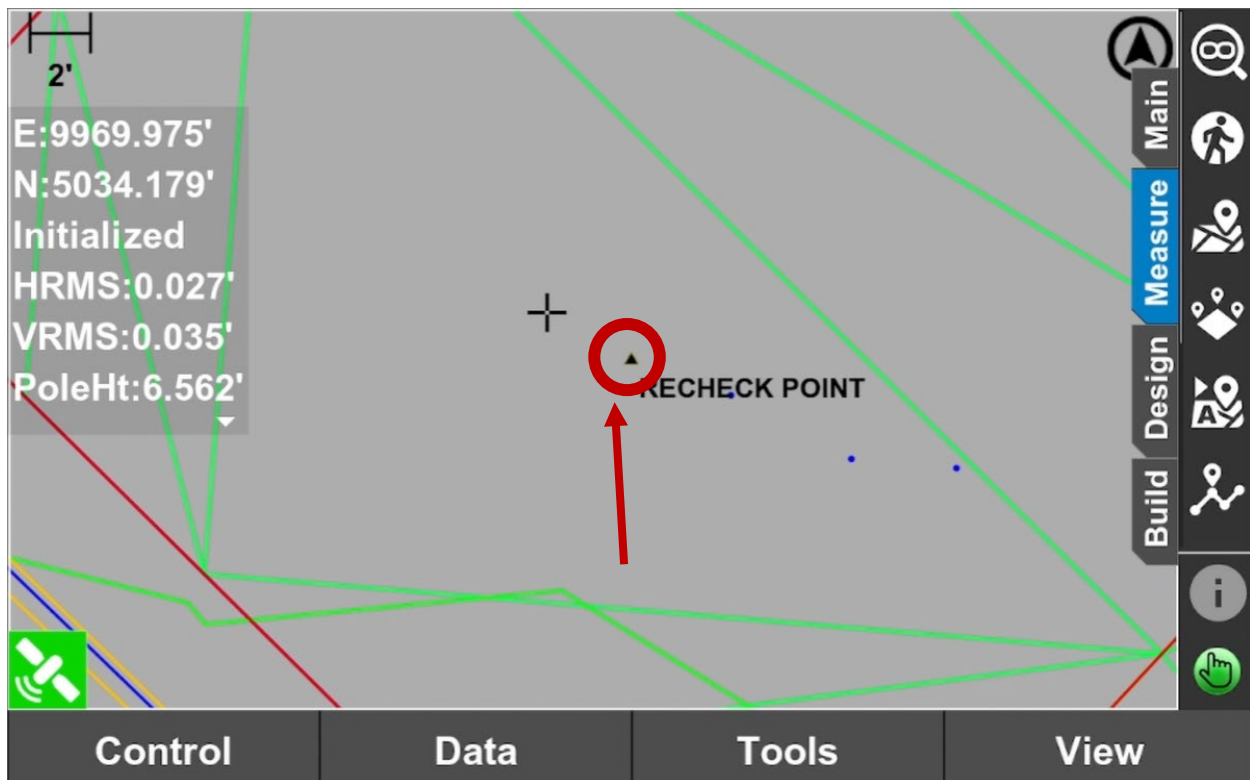 2'
E:9969.975'
N:5034.179'
Initialized
HRMS:0.027'
VRMS:0.035'
PoleHt:6.562'
RECHECK POINT
Main
Measure
Design
Build
A
i
Control
Data
Tools
View